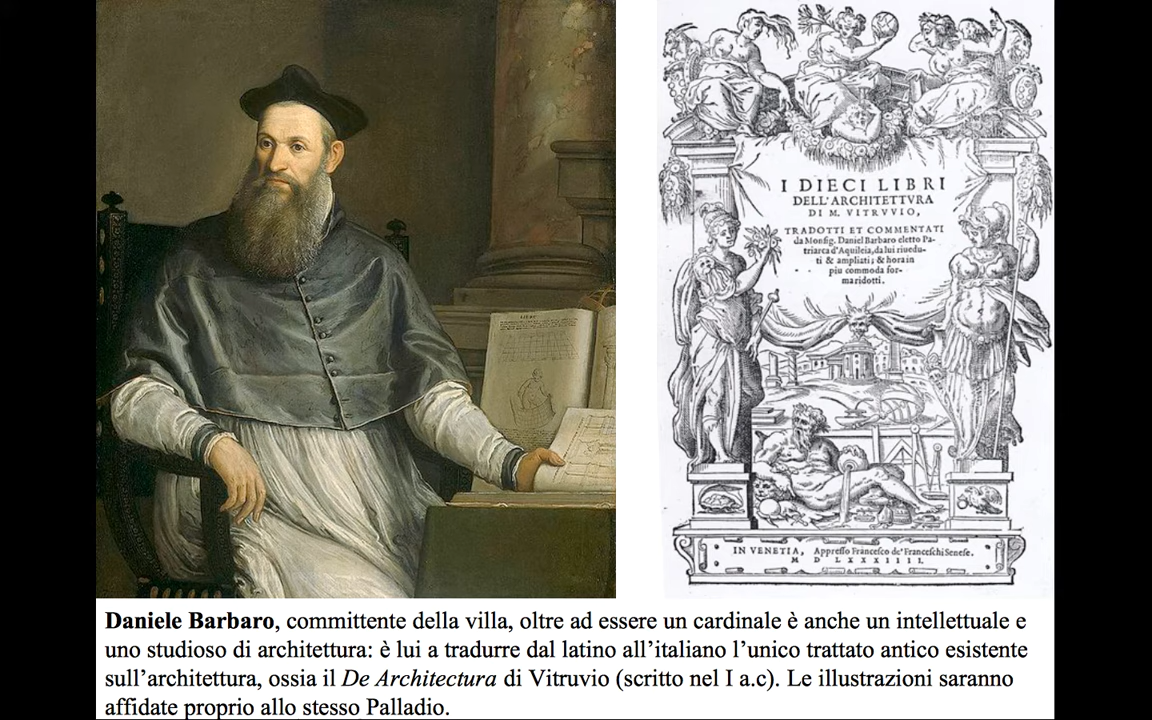 I DIECI LIBRI
DELL'ARCHITETTVRA
DI M. VITRVVIO,
TRADOTTI ET COMMENTATI
da Monsig. Daniel Barbaro eletto Pa-
triarca d'Aquileia, da lui riuedu-
ti & ampliati; & hora in
piu commoda for-
ma ridotti.
IN VENETIA, Appresso Francesco de' Franceschi Senese.
M D LXXXIIII.
Daniele Barbaro, committente della villa, oltre ad essere un cardinale è anche un intellettuale e
uno studioso di architettura: è lui a tradurre dal latino all’italiano l’unico trattato antico esistente
sull’architettura, ossia il De Architectura di Vitruvio (scritto nel I a.c). Le illustrazioni saranno
affidate proprio allo stesso Palladio.